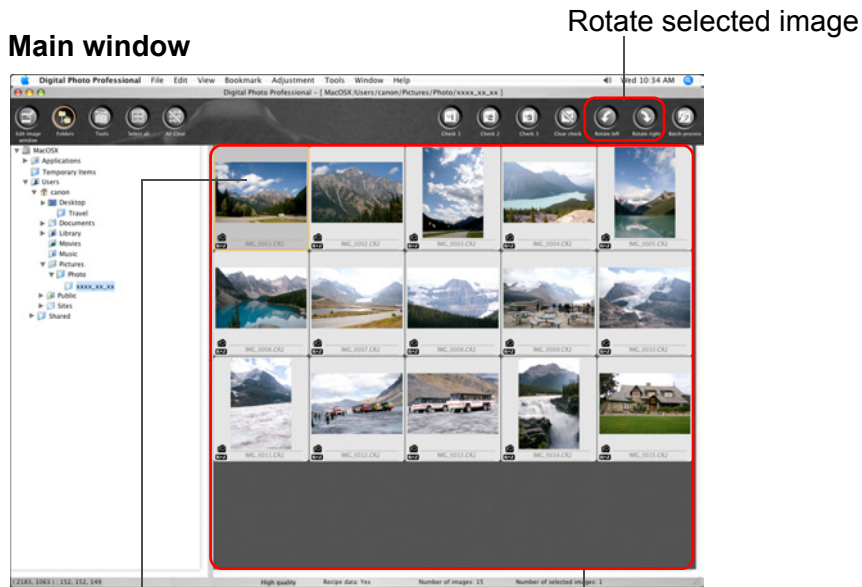 Rotate selected image
Main window
Digital Photo Professional File Edit View Bookmark Adjustment Tools Window Help Wed 10:34 AM
Digital Photo Professional – [ MacOSX/Users/canon/Pictures/Photo/xxxx_xx_xx ]
Edit image window Folders Tools Select all All Clear Check 1 Check 2 Check 3 Clear check Rotate left Rotate right Batch process
MacOSX
Applications
Temporary Items
Users
canon
Desktop
Travel
Documents
Library
Movies
Music
Pictures
Photo
xxxx_xx_xx
Public
Sites
Shared
IMG_0001.CR2 IMG_0002.CR2 IMG_0003.CR2 IMG_0004.CR2 IMG_0005.CR2
IMG_0006.CR2 IMG_0007.CR2 IMG_0008.CR2 IMG_0009.CR2 IMG_0010.CR2
IMG_0011.CR2 IMG_0012.CR2 IMG_0013.CR2 IMG_0014.CR2 IMG_0015.CR2
(2183, 1063) : 152, 152, 149 High quality Recipe data: Yes Number of images: 15 Number of selected images: 1